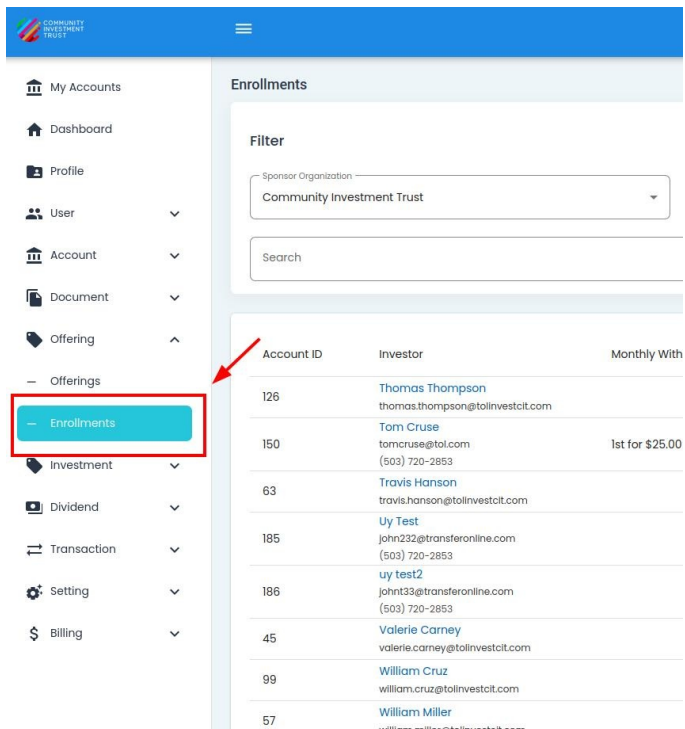 COMMUNITY
INVESTMENT
TRUST
My Accounts
Dashboard
Profile
User
Account
Document
Offering
– Offerings
– Enrollments
Investment
Dividend
Transaction
Setting
Billing
Enrollments
Filter
Sponsor Organization
Community Investment Trust
Search
Account ID Investor Monthly With
126 Thomas Thompson
thomas.thompson@tolinvestcit.com
150 Tom Cruse 1st for $25.00
tomcruse@tol.com
(503) 720-2853
63 Travis Hanson
travis.hanson@tolinvestcit.com
185 Uy Test
john232@transferonline.com
(503) 720-2853
186 uy test2
johnt33@transferonline.com
(503) 720-2853
45 Valerie Carney
valerie.carney@tolinvestcit.com
99 William Cruz
william.cruz@tolinvestcit.com
57 William Miller